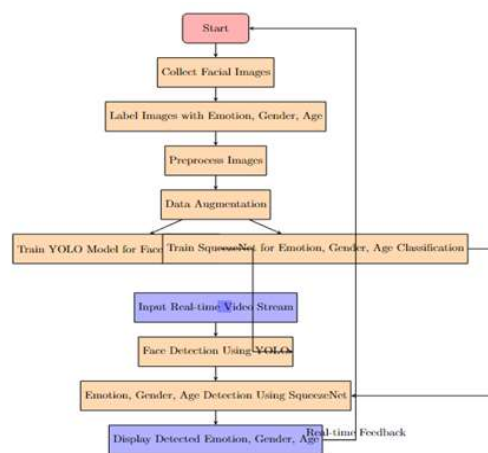 Start
Collect Facial Images
Label Images with Emotion, Gender, Age
Preprocess Images
Data Augmentation
Train YOLO Model for Face
Train SqueezeNet for Emotion, Gender, Age Classification
Input Real-time Video Stream
Face Detection Using YOLO
Emotion, Gender, Age Detection Using SqueezeNet
Display Detected Emotion, Gender, Age
Real-time Feedback